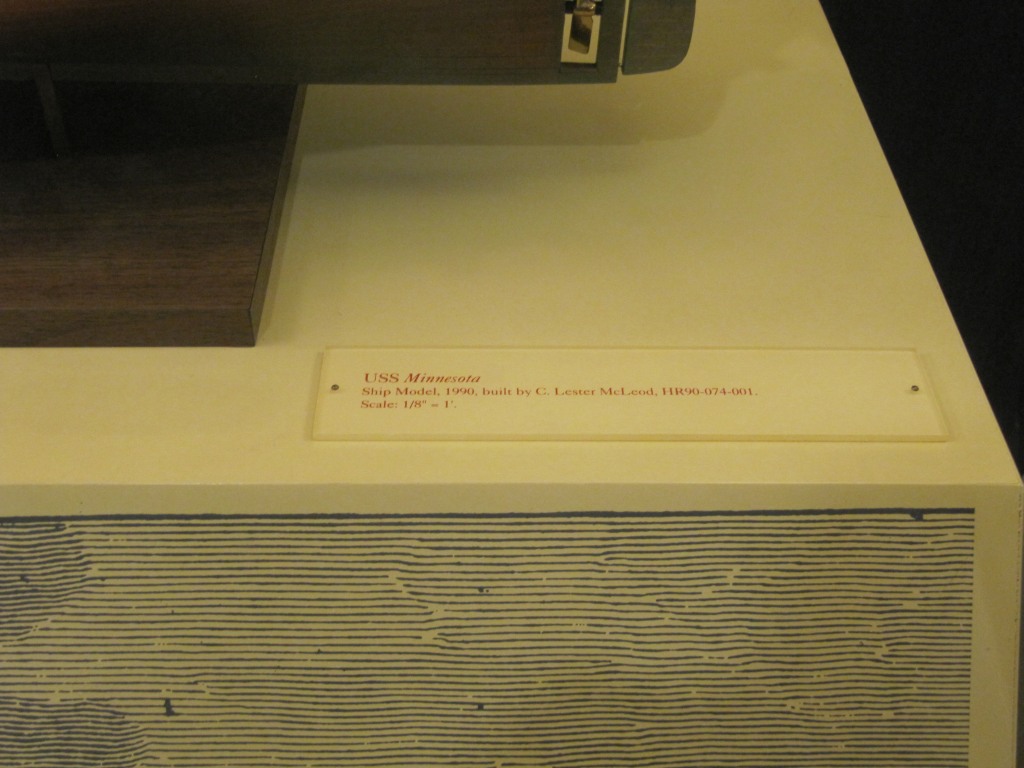 USS Minnesota
Ship Model, 1990, built by C. Lester McLeod, HR90-074-001.
Scale: 1/8" = 1'.